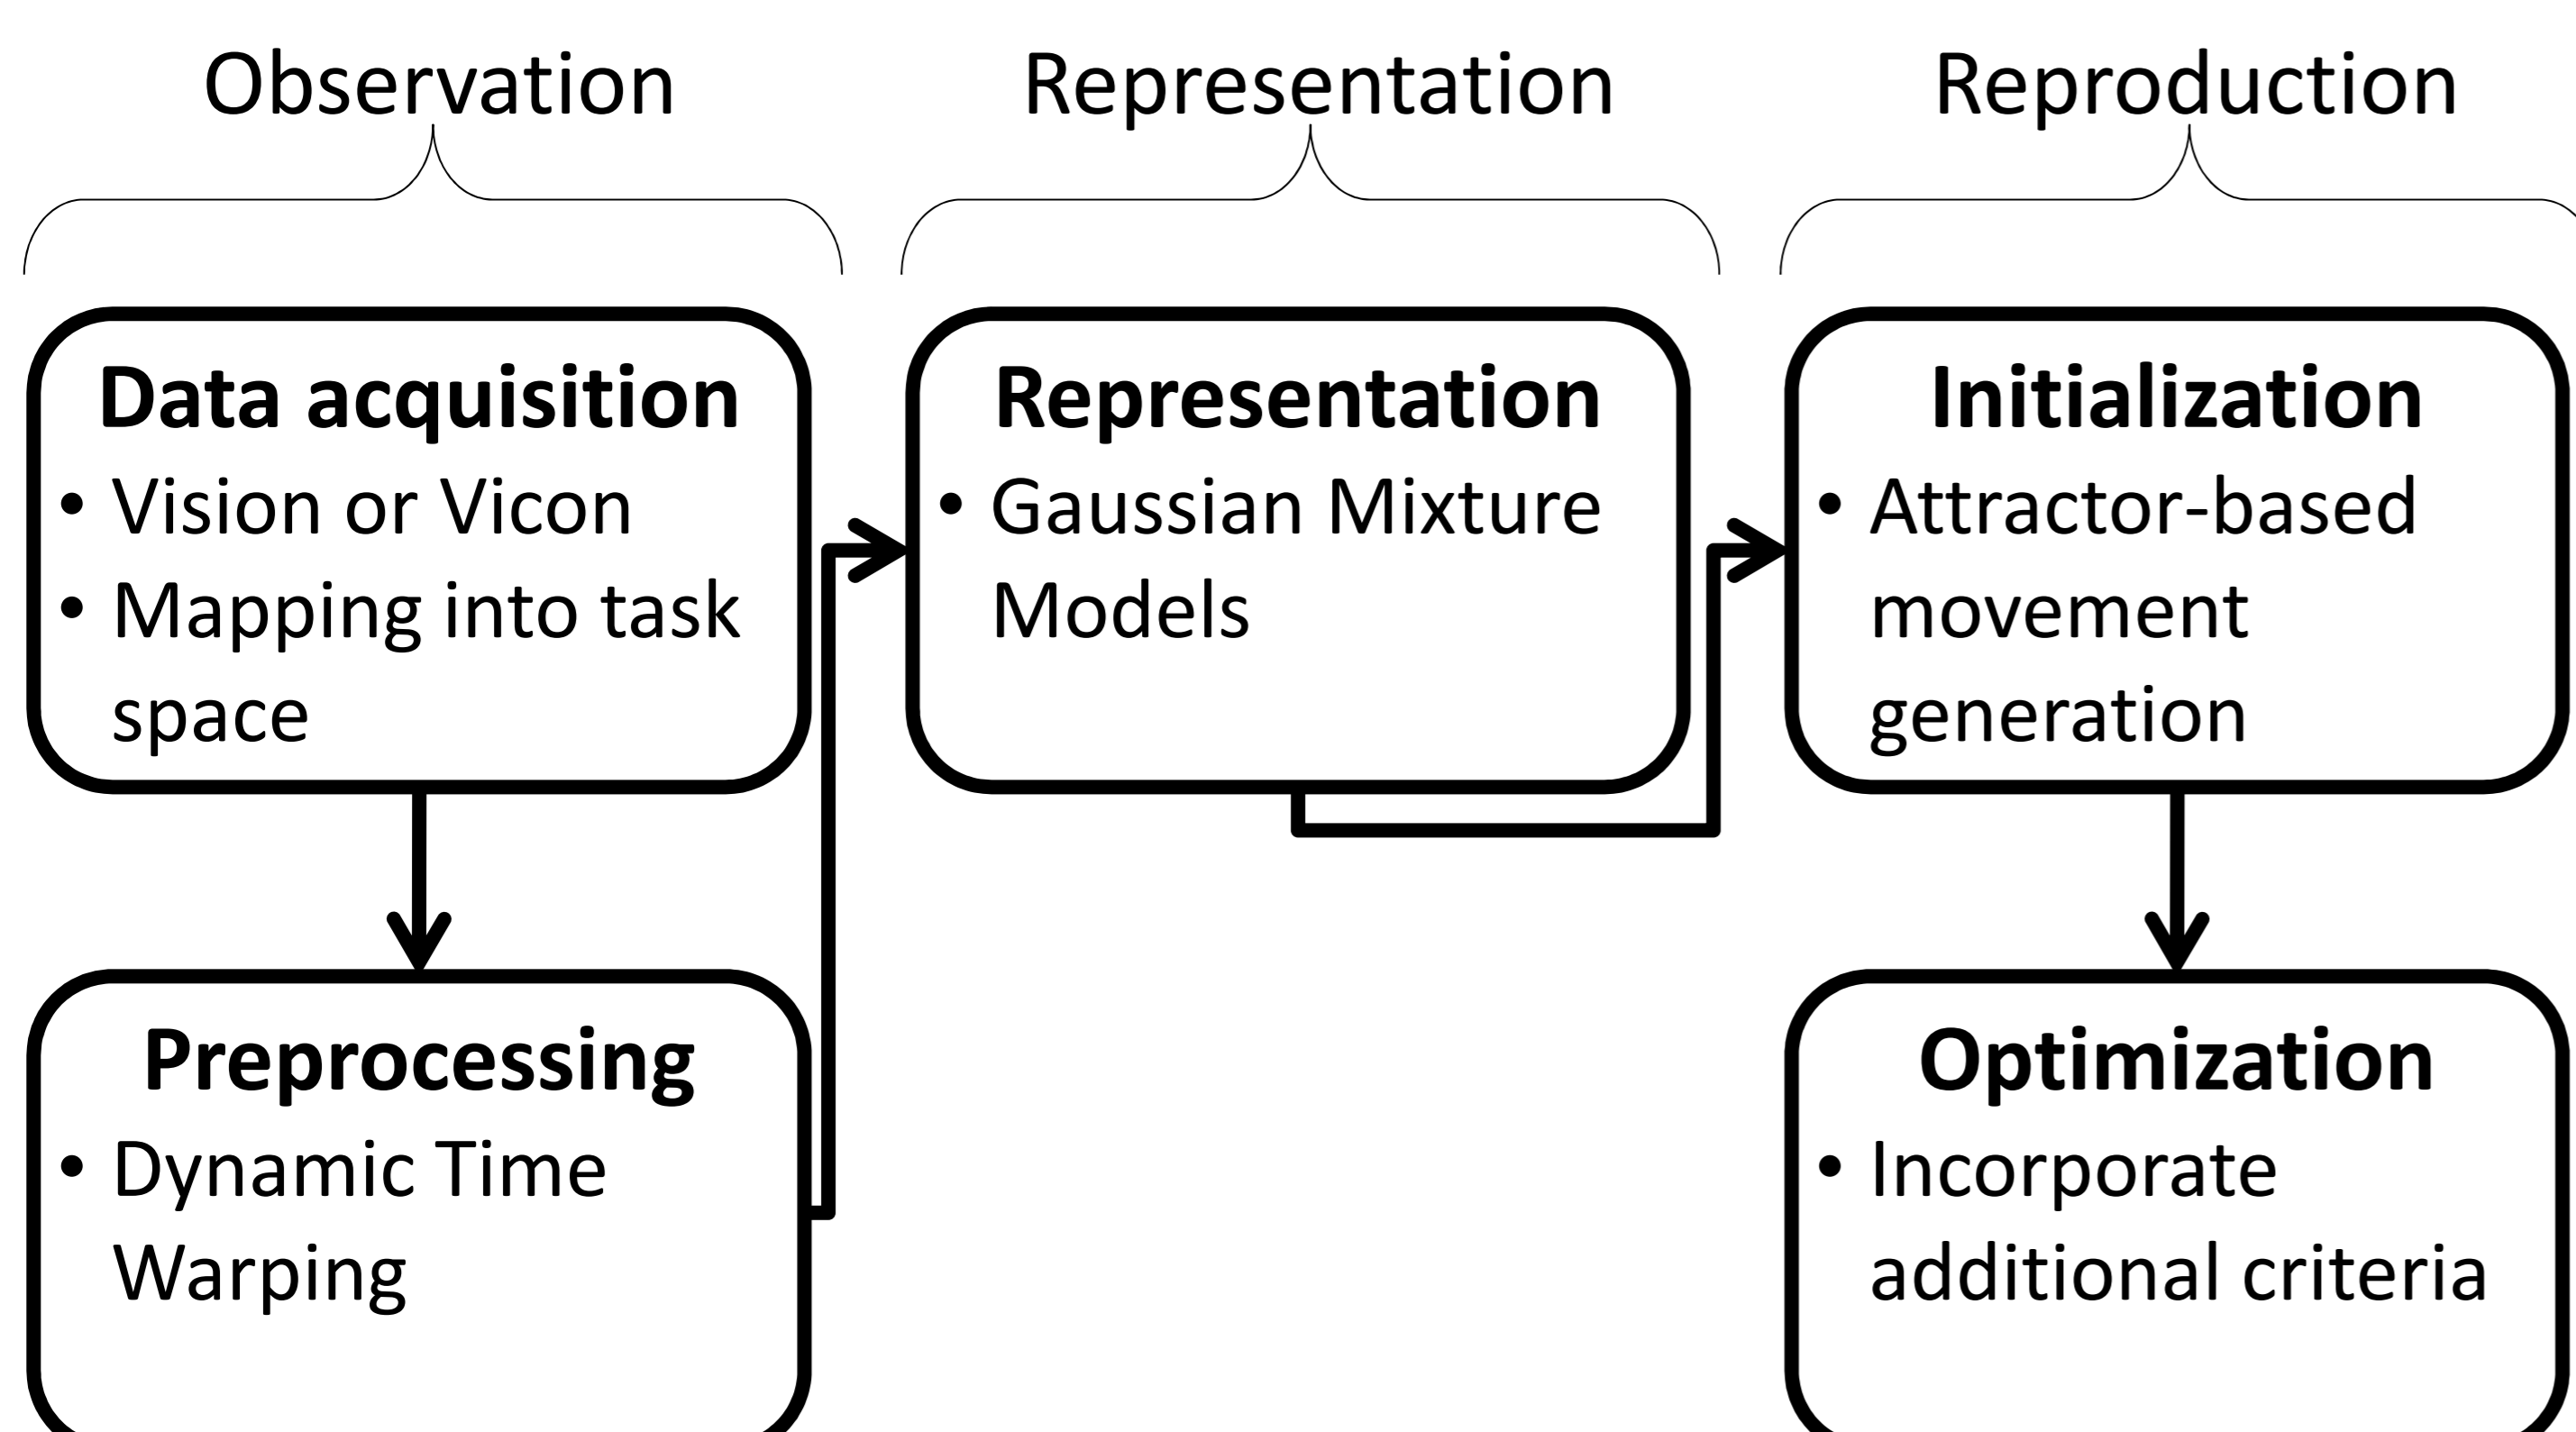 Observation
Representation
Reproduction
Data acquisition
• Vision or Vicon
• Mapping into task
space
Preprocessing
• Dynamic Time
Warping
Representation
• Gaussian Mixture
Models
Initialization
• Attractor-based
movement
generation
Optimization
• Incorporate
additional criteria